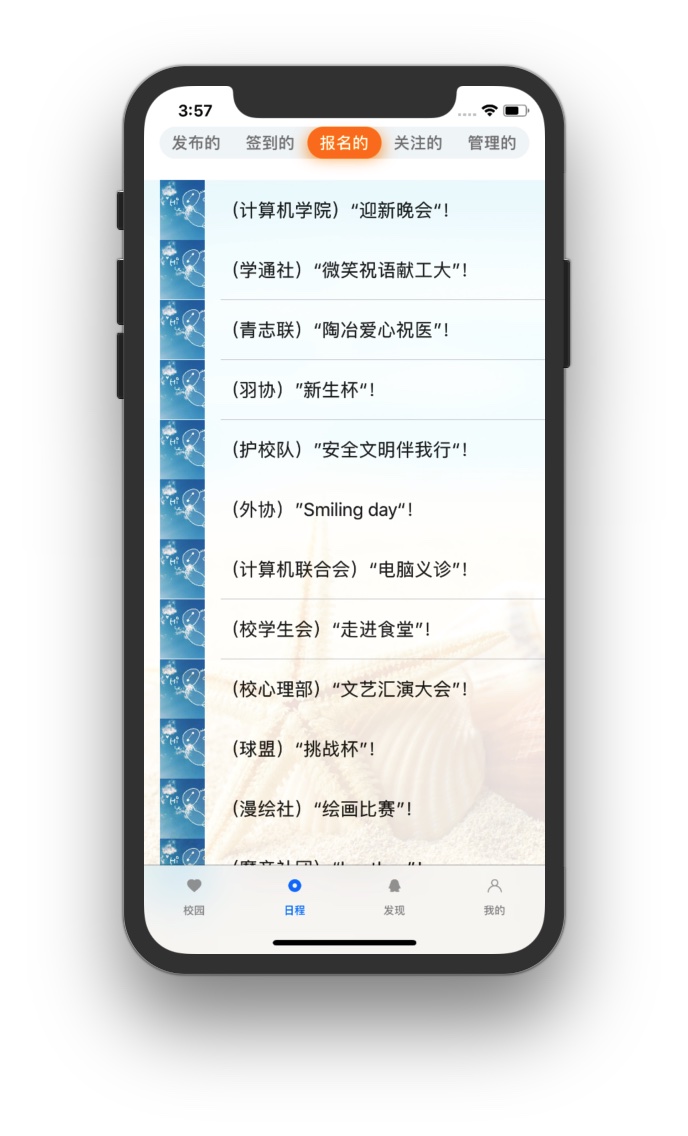 3:57
发布的 签到的 报名的 关注的 管理的
（计算机学院）“迎新晚会“！
（学通社）“微笑祝语献工大”！
（青志联）“陶冶爱心祝医”！
（羽协）”新生杯“！
（护校队）”安全文明伴我行“！
（外协）”Smiling day“！
（计算机联合会）“电脑义诊”！
（校学生会）“走进食堂”！
（校心理部）“文艺汇演大会”！
（球盟）“挑战杯”！
（漫绘社）“绘画比赛”！
校园 日程 发现 我的